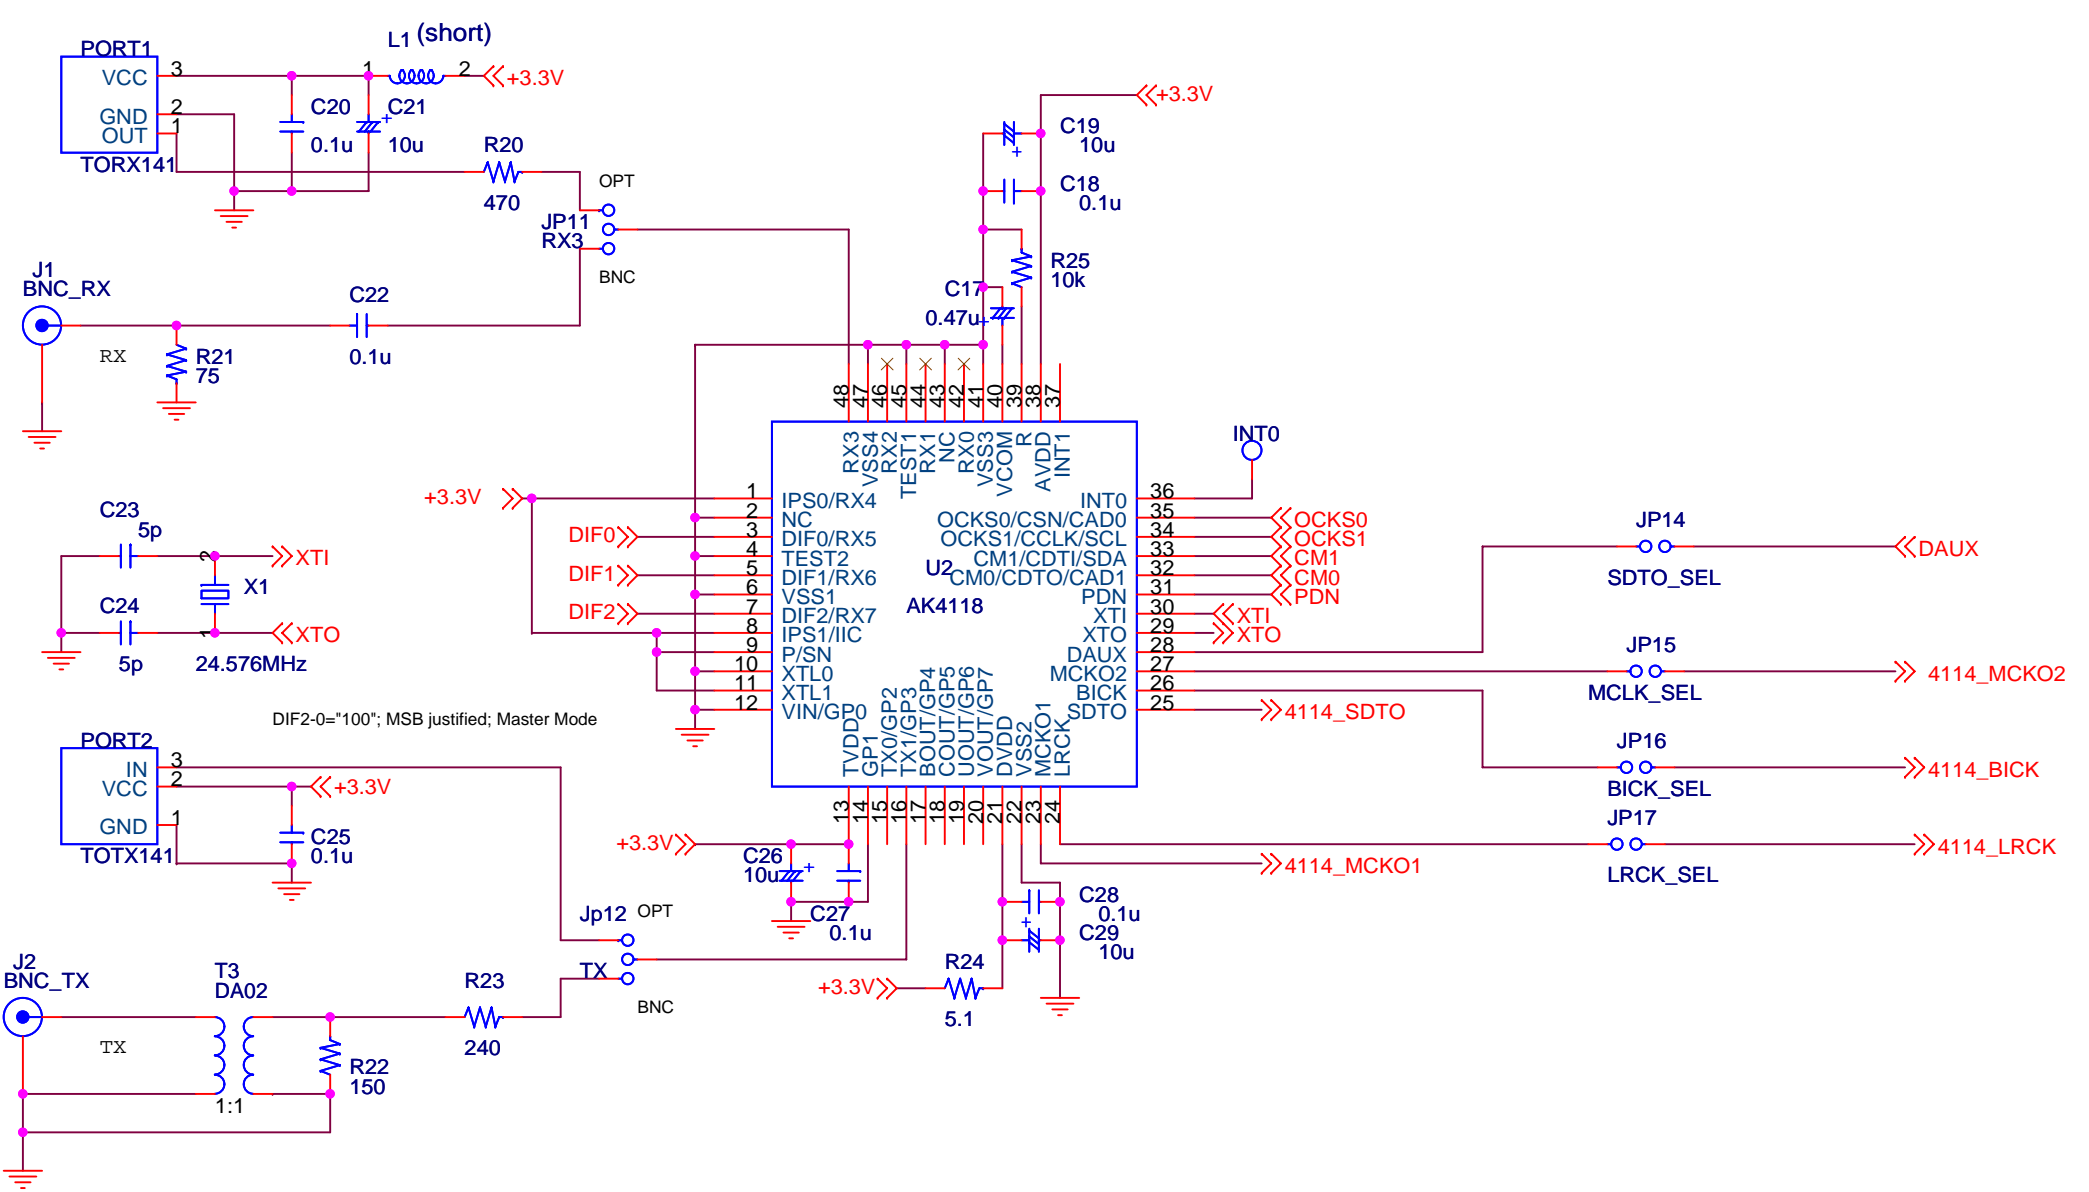 L1 (short)
PORT1
VCC 3
GND 2
OUT 1
TORX141
1 2
+3.3V
C20
0.1u
C21
10u
R20
470
OPT
JP11
RX3
BNC
J1
BNC_RX
RX
R21
75
C22
0.1u
+3.3V
C19
10u
C18
0.1u
R25
10k
C17
0.47u
48 47 46 45 44 43 42 41 40 39 38 37
RX3 VSS4 RX2 TEST1 RX1 NC RX0 VSS3 VCOM R AVDD INT1
+3.3V
DIF0
DIF1
DIF2
1 IPS0/RX4
2 NC
3 DIF0/RX5
4 TEST2
5 DIF1/RX6
6 VSS1
7 DIF2/RX7
8 IPS1/IIC
9 P/SN
10 XTL0
11 XTL1
12 VIN/GP0
U2
AK4118
INT0
INT0 36
OCKS0/CSN/CAD0 35 OCKS0
OCKS1/CCLK/SCL 34 OCKS1
CM1/CDTI/SDA 33 CM1
CM0/CDTO/CAD1 32 CM0
PDN 31 PDN
XTI 30 XTI
XTO 29 XTO
DAUX 28
MCKO2 27
BICK 26
SDTO 25 4114_SDTO
TVDD GP1 TX0/GP2 TX1/GP3 BOUT/GP4 COUT/GP5 UOUT/GP6 VOUT/GP7 DVDD VSS2 MCKO1 LRCK
13 14 15 16 17 18 19 20 21 22 23 24
JP14
SDTO_SEL
DAUX
JP15
MCLK_SEL
4114_MCKO2
JP16
BICK_SEL
4114_BICK
JP17
LRCK_SEL
4114_LRCK
4114_MCKO1
C23
5p
2
XTI
X1
C24
5p
1
XTO
24.576MHz
DIF2-0="100"; MSB justified; Master Mode
PORT2
IN 3
VCC 2
GND 1
TOTX141
+3.3V
C25
0.1u
+3.3V
C26
10u
C27
0.1u
C28
0.1u
C29
10u
+3.3V
R24
5.1
Jp12 OPT
TX
BNC
J2
BNC_TX
TX
T3
DA02
1:1
R22
150
R23
240